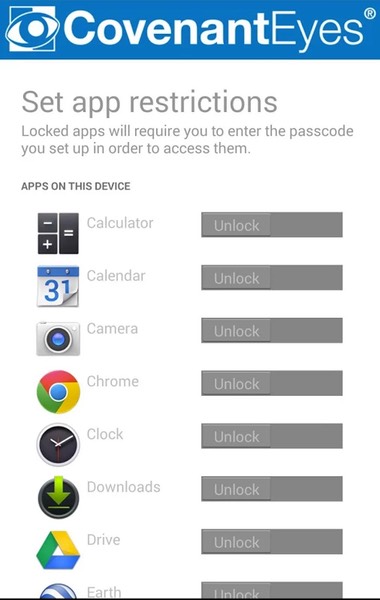 CovenantEyes®
Set app restrictions
Locked apps will require you to enter the passcode
you set up in order to access them.
APPS ON THIS DEVICE
Calculator Unlock
31 Calendar Unlock
Camera Unlock
Chrome Unlock
Clock Unlock
Downloads Unlock
Drive Unlock
Earth Unlock